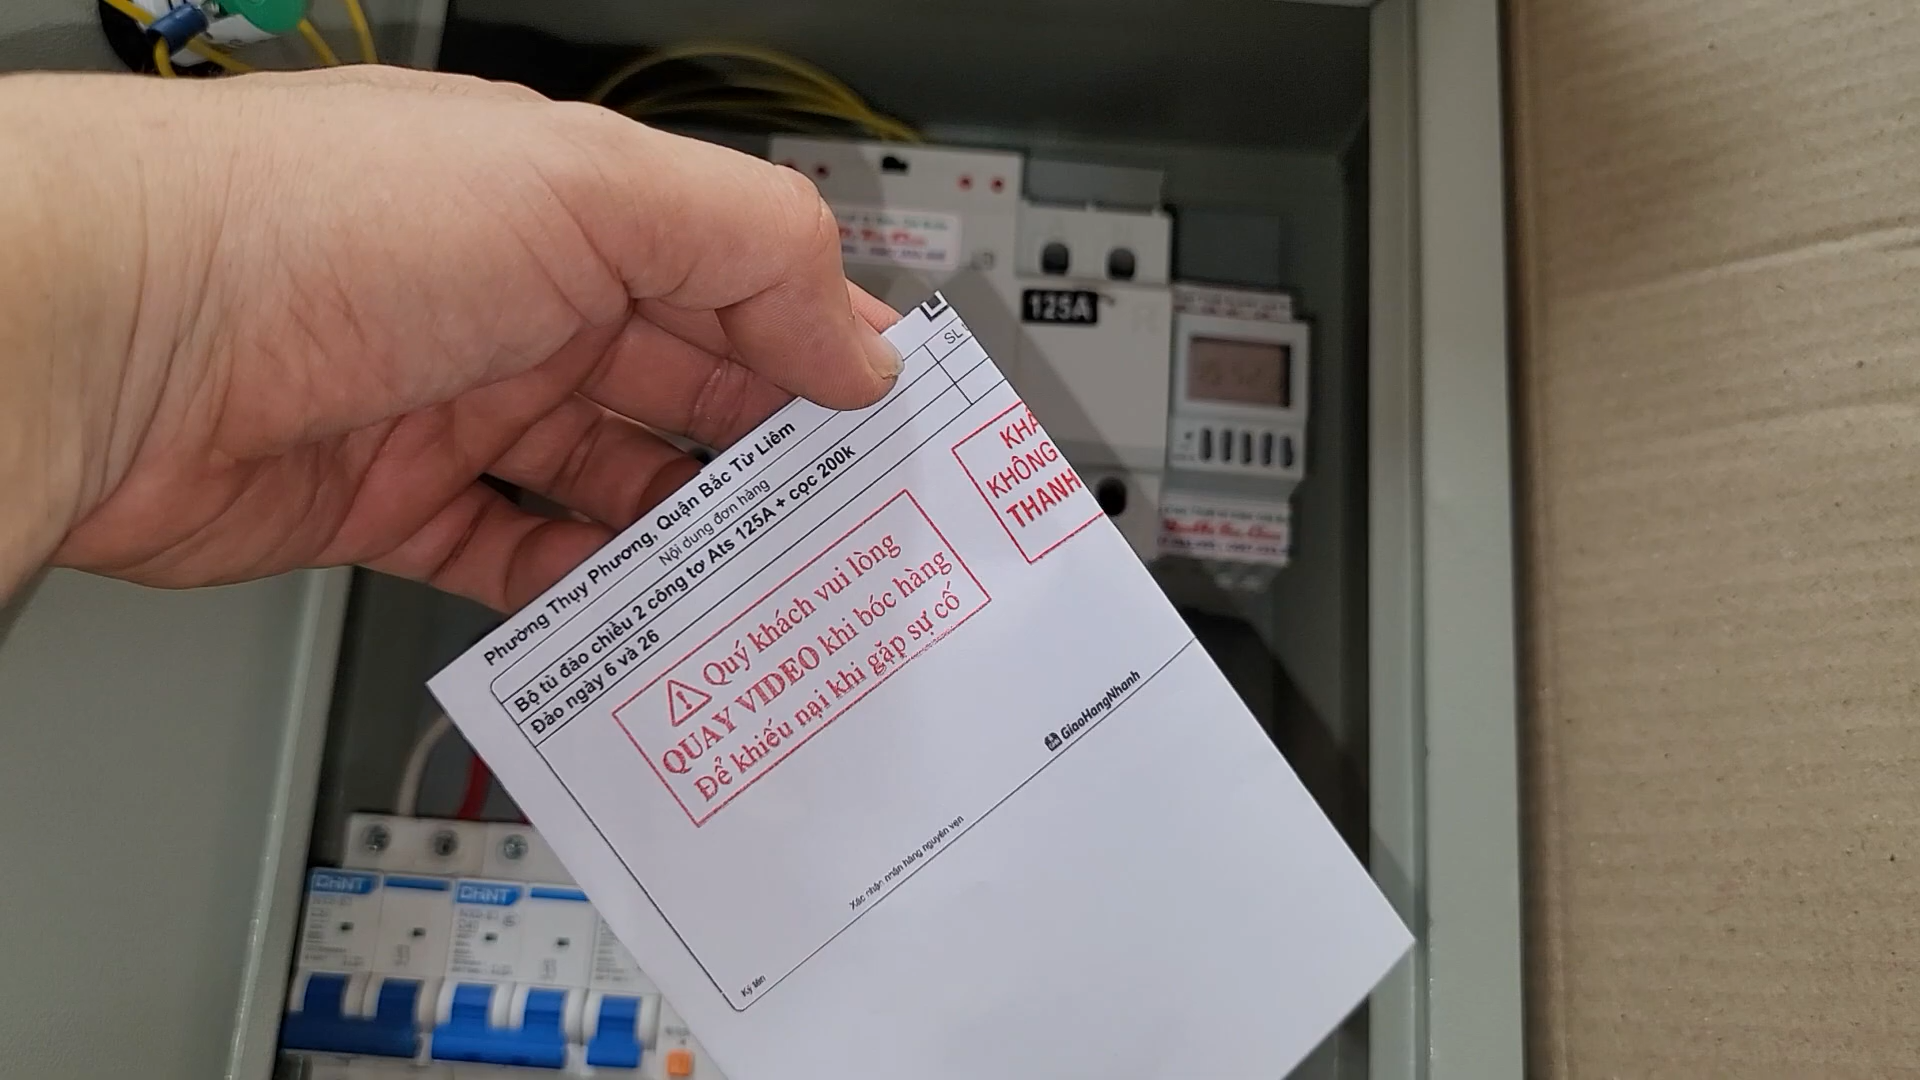 125A
SL
Phường Thụy Phương, Quận Bắc Từ Liêm
Nội dung đơn hàng
Bộ tủ đảo chiều 2 công tơ Ats 125A + cọc 200k
Đảo ngày 6 và 26
KHÔNG
THANH
Quý khách vui lòng
QUAY VIDEO khi bóc hàng
Để khiếu nại khi gặp sự cố
GiaoHangNhanh
Xác nhận nhận hàng nguyên vẹn
Ký tên
CHNT
CHNT